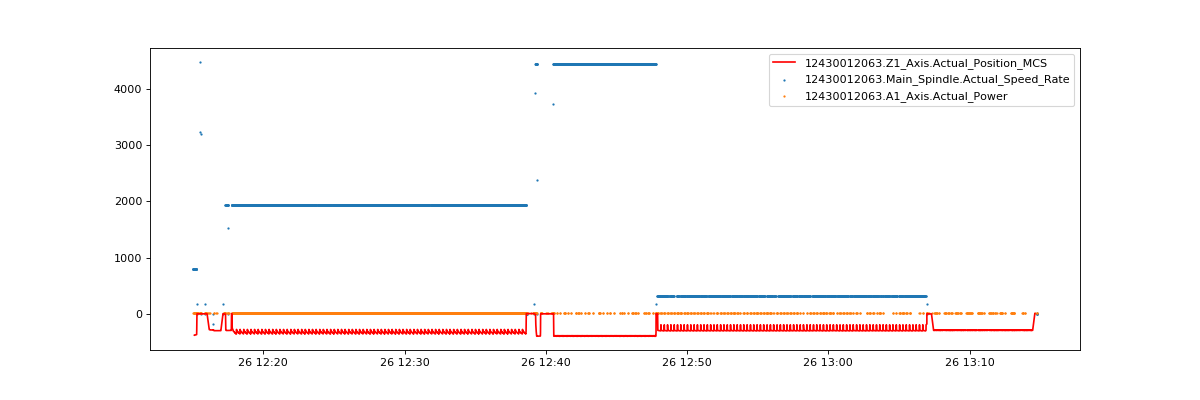 12430012063.Z1_Axis.Actual_Position_MCS
12430012063.Main_Spindle.Actual_Speed_Rate
12430012063.A1_Axis.Actual_Power
4000
3000
2000
1000
0
26 12:20 26 12:30 26 12:40 26 12:50 26 13:00 26 13:10